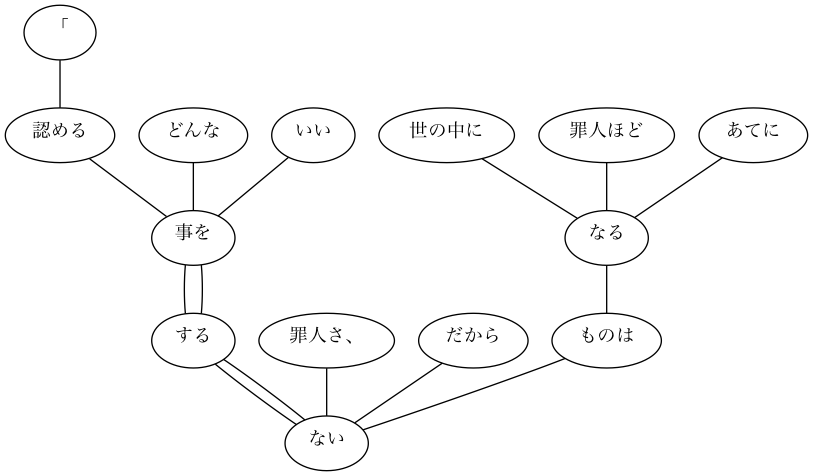 「
認める どんな いい 世の中に 罪人ほど あてに
事を なる
する 罪人さ、 だから ものは
ない